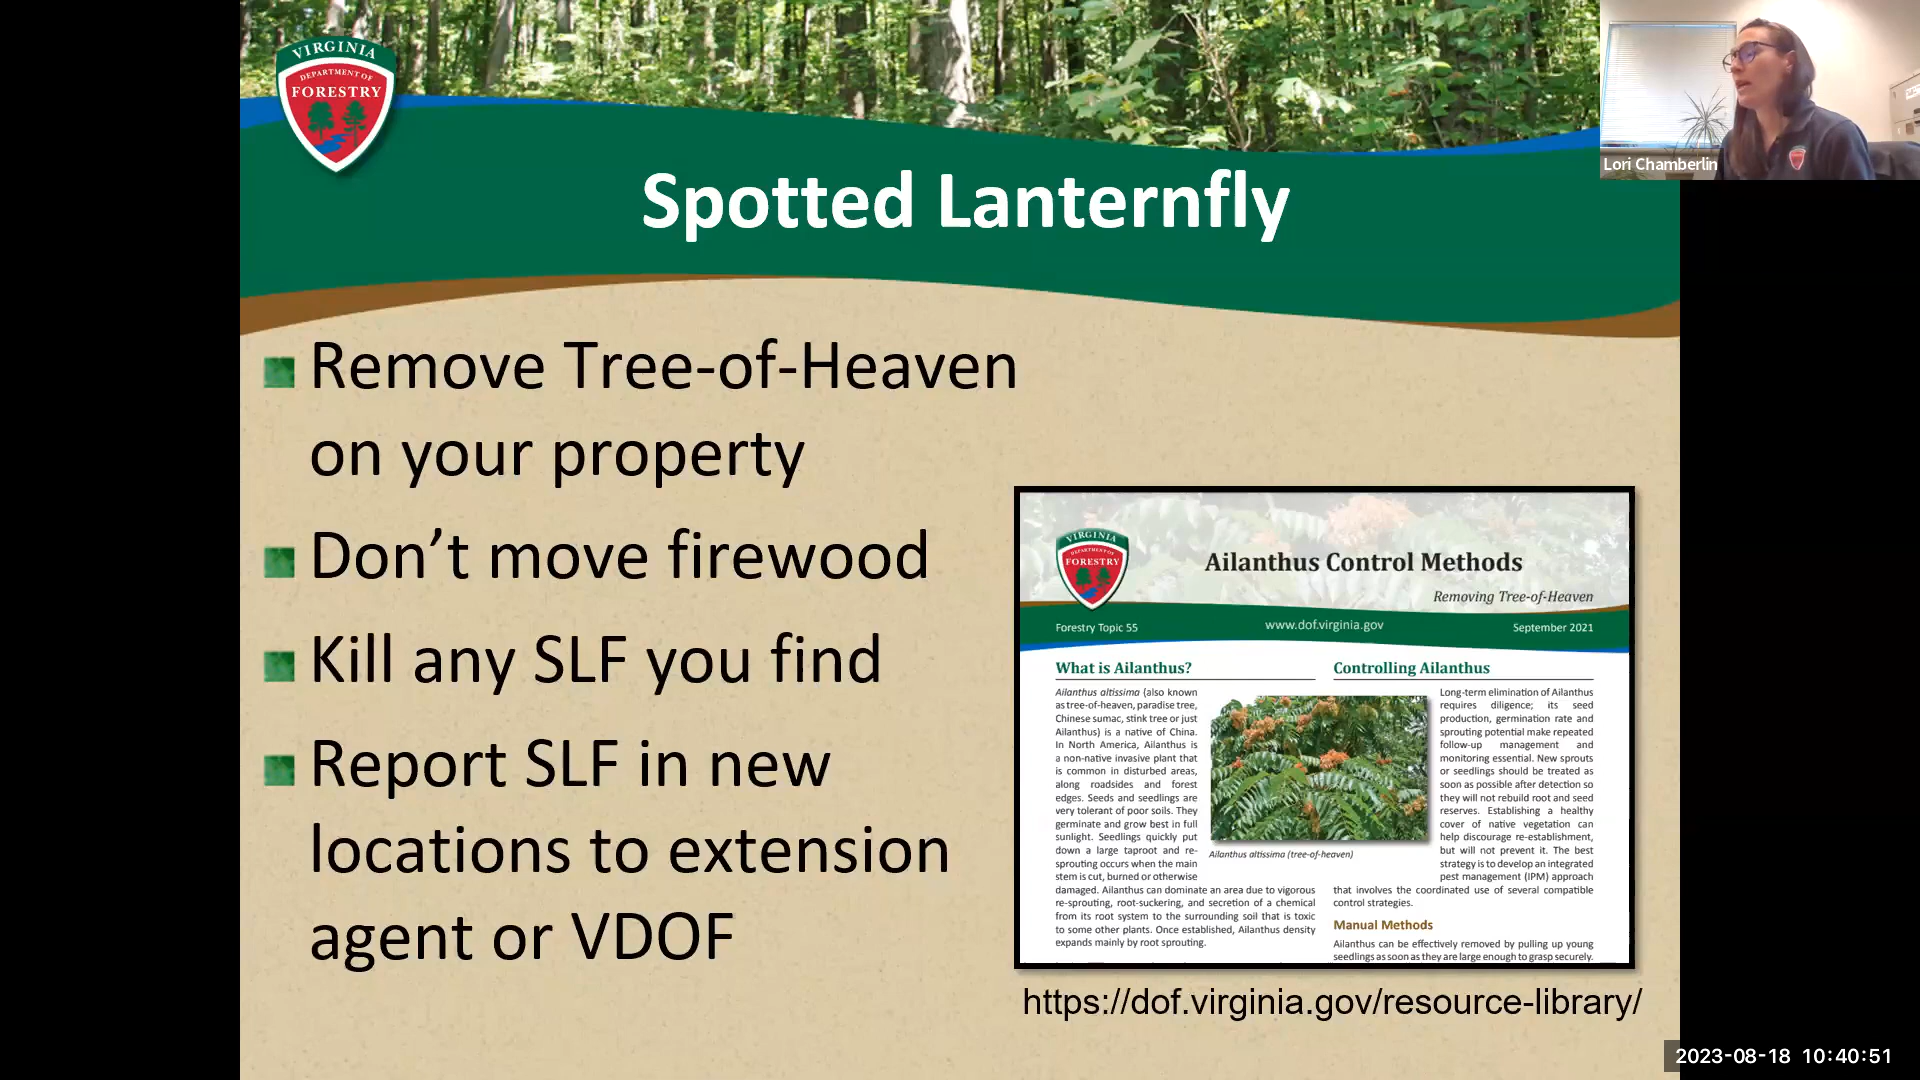 VIRGINIA
DEPARTMENT OF
FORESTRY
Lori Chamberlin
Spotted Lanternfly
Remove Tree-of-Heaven
on your property
Don’t move firewood
Kill any SLF you find
Report SLF in new
locations to extension
agent or VDOF
VIRGINIA
DEPARTMENT OF
FORESTRY
Ailanthus Control Methods
Removing Tree-of-Heaven
Forestry Topic 55
www.dof.virginia.gov
September 2021
What is Ailanthus?
Ailanthus altissima (also known
as tree-of-heaven, paradise tree,
Chinese sumac, stink tree or just
Ailanthus) is a native of China.
In North America, Ailanthus is
a non-native invasive plant that
is common in disturbed areas,
along roadsides and forest
edges. Seeds and seedlings are
very tolerant of poor soils. They
germinate and grow best in full
sunlight. Seedlings quickly put
down a large taproot and re-
sprouting occurs when the main
stem is cut, burned or otherwise
damaged. Ailanthus can dominate an area due to vigorous
re-sprouting, root-suckering, and secretion of a chemical
from its root system to the surrounding soil that is toxic
to some other plants. Once established, Ailanthus density
expands mainly by root sprouting.
Ailanthus altissima (tree-of-heaven)
Controlling Ailanthus
Long-term elimination of Ailanthus
requires diligence; its seed
production, germination rate and
sprouting potential make repeated
follow-up management and
monitoring essential. New sprouts
or seedlings should be treated as
soon as possible after detection so
they will not rebuild root and seed
reserves. Establishing a healthy
cover of native vegetation can
help discourage re-establishment,
but will not prevent it. The best
strategy is to develop an integrated
pest management (IPM) approach
that involves the coordinated use of several compatible
control strategies.
Manual Methods
Ailanthus can be effectively removed by pulling up young
seedlings as soon as they are large enough to grasp securely.
https://dof.virginia.gov/resource-library/
2023-08-18 10:40:51